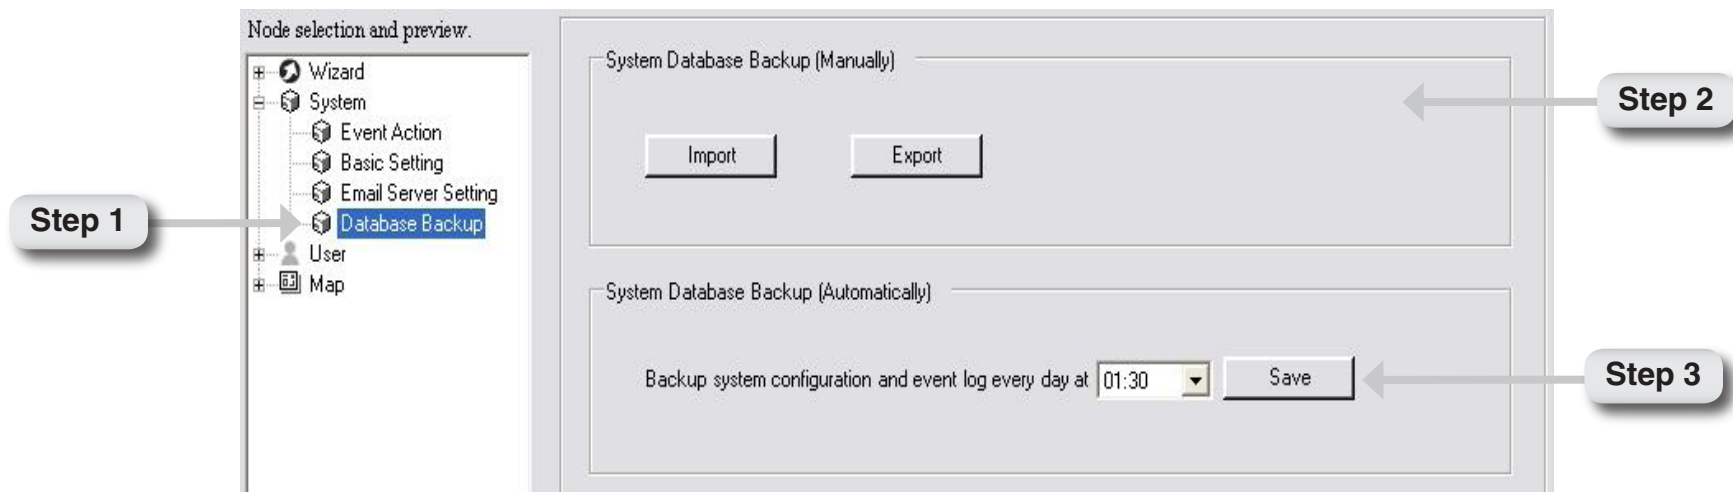 Node selection and preview.
Wizard
System
Event Action
Basic Setting
Email Server Setting
Database Backup
User
Map
Step 1
System Database Backup (Manually)
Import Export
Step 2
System Database Backup (Automatically)
Backup system configuration and event log every day at 01:30 Save
Step 3